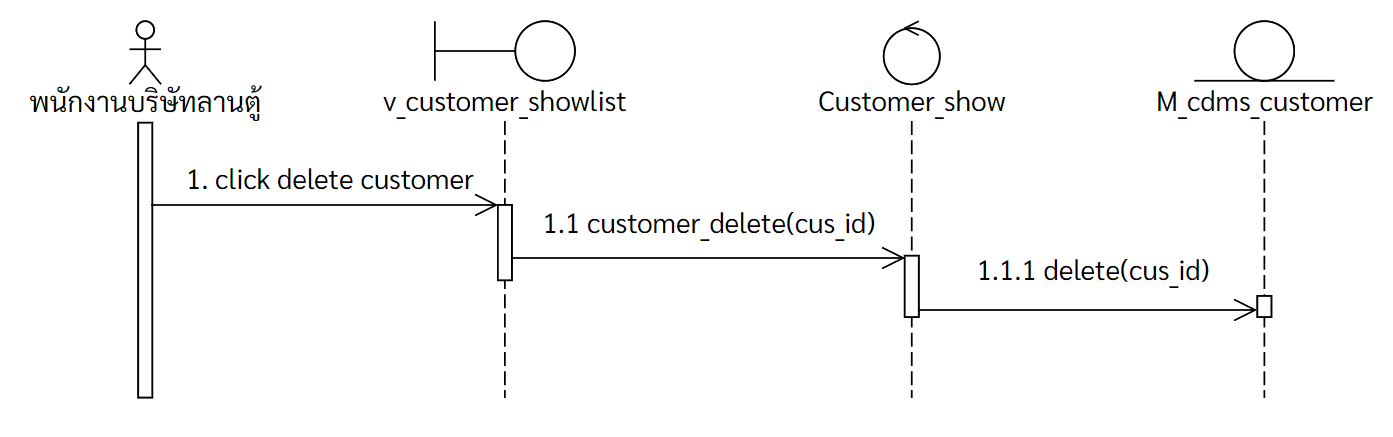 พนักงานบริษัทลานตู้
v_customer_showlist
Customer_show
M_cdms_customer
1. click delete customer
1.1 customer_delete(cus_id)
1.1.1 delete(cus_id)